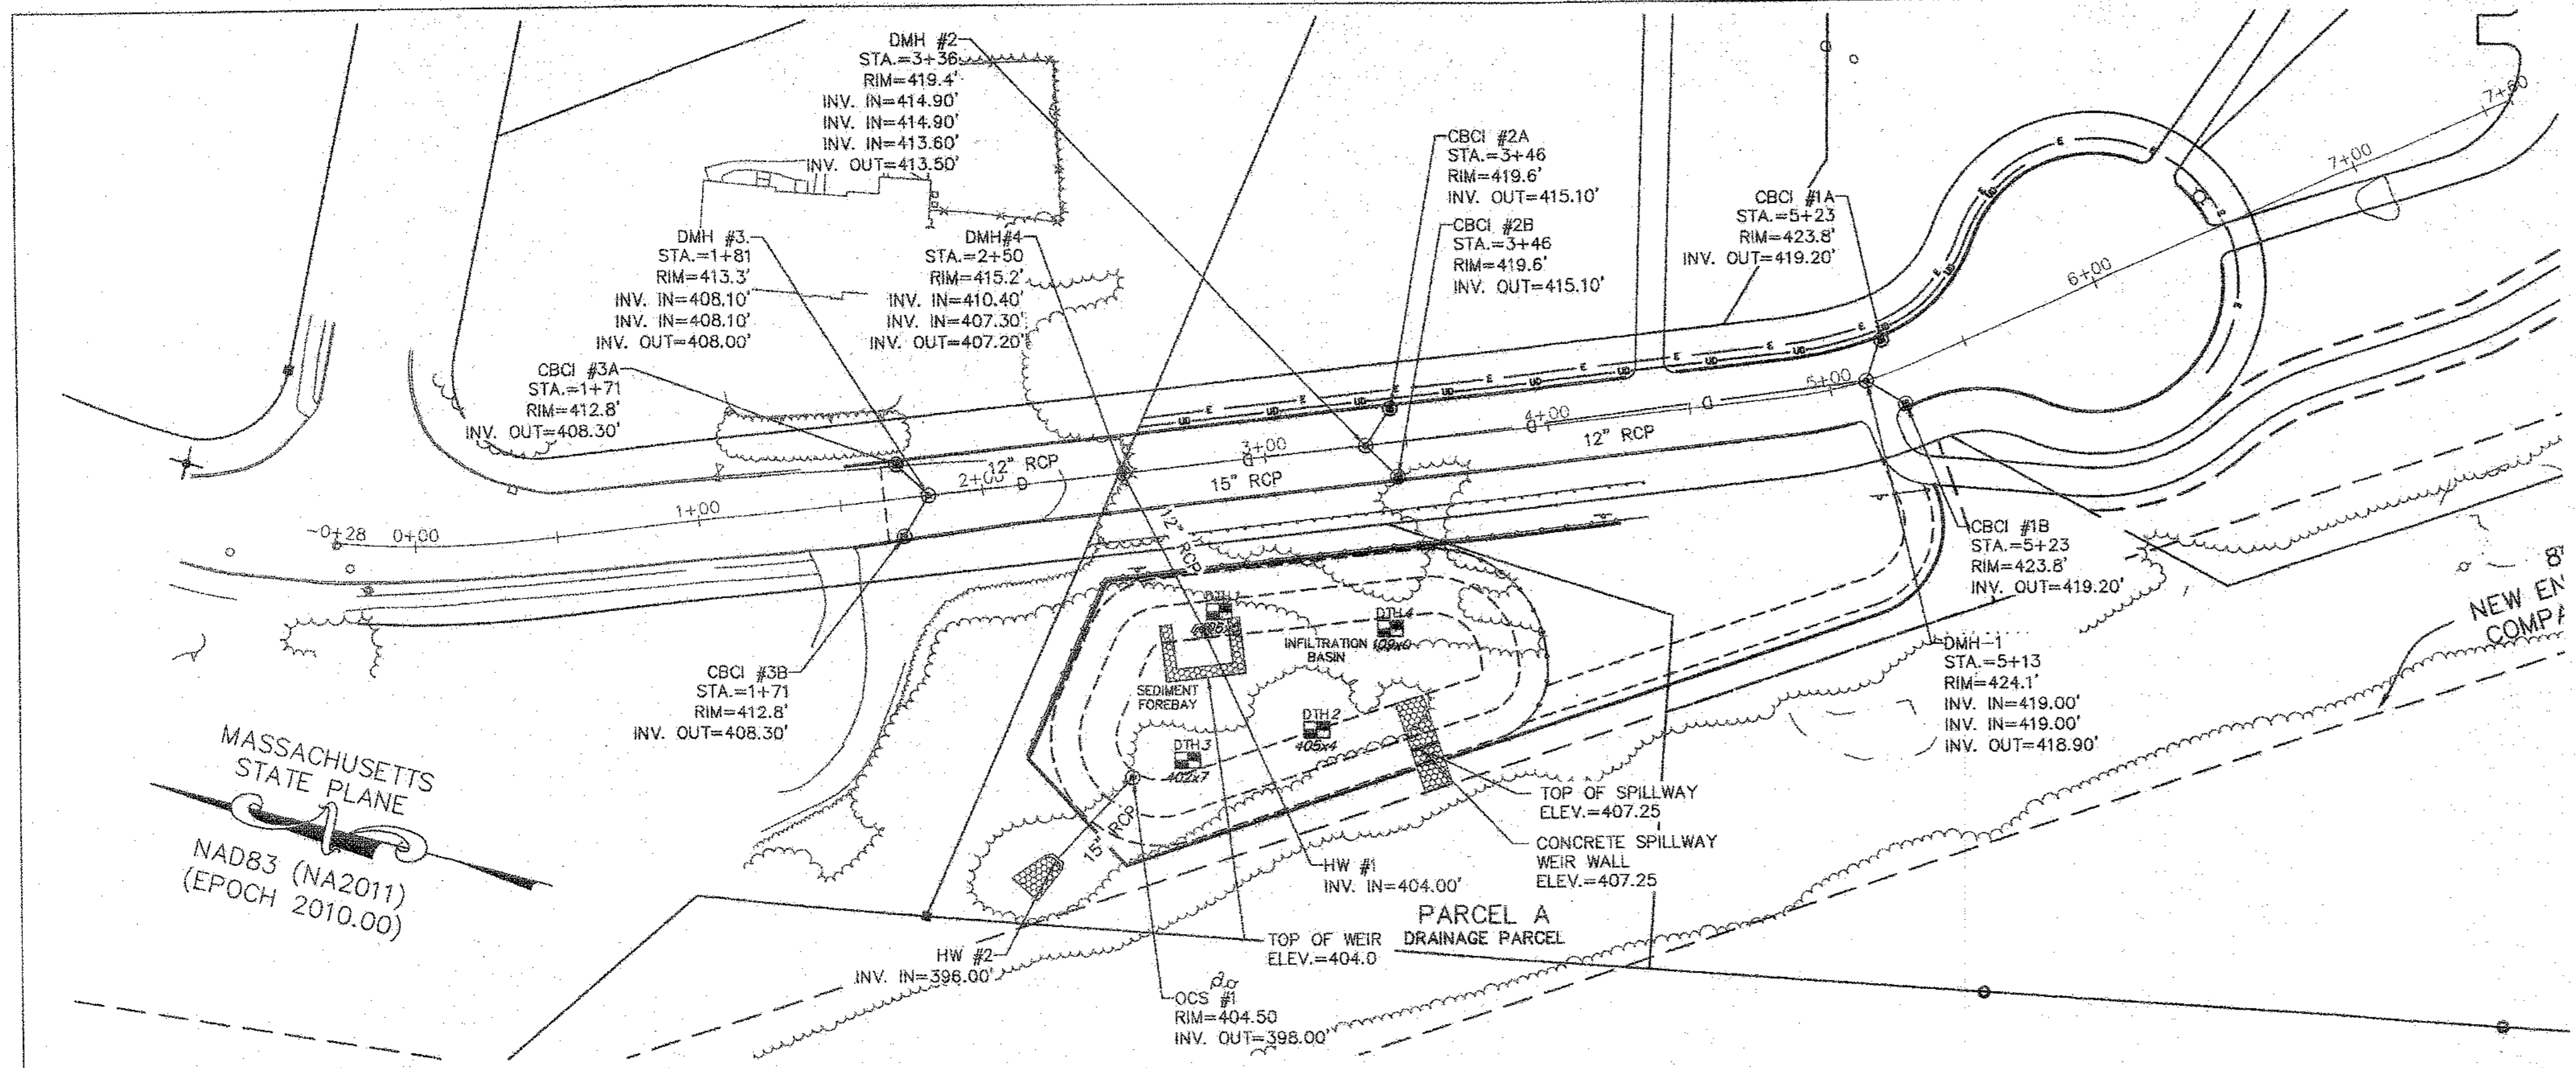 DMH #2
STA.=3+36
RIM=419.4'
INV. IN=414.90'
INV. IN=414.90'
INV. IN=413.60'
INV. OUT=413.50'
CBCI #2A
STA.=3+46
RIM=419.6'
INV. OUT=415.10'
CBCI #2B
STA.=3+46
RIM=419.6'
INV. OUT=415.10'
CBCI #1A
STA.=5+23
RIM=423.8'
INV. OUT=419.20'
DMH #3
STA.=1+81
RIM=413.3'
INV. IN=408.10'
INV. IN=408.10'
INV. OUT=408.00'
DMH#4
STA.=2+50
RIM=415.2'
INV. IN=410.40'
INV. IN=407.30'
INV. OUT=407.20'
CBCI #3A
STA.=1+71
RIM=412.8'
INV. OUT=408.30'
-0+28
0+00
1+00
2+00
3+00
4+00
5+00
6+00
7+00
12" RCP
15" RCP
12" RCP
12" RCP
CBCI #1B
STA.=5+23
RIM=423.8'
INV. OUT=419.20'
DTH 1
DTH 4
INFILTRATION
BASIN
SEDIMENT
FOREBAY
DTH 2
405x4
DTH 3
402x7
CBCI #3B
STA.=1+71
RIM=412.8'
INV. OUT=408.30'
DMH-1
STA.=5+13
RIM=424.1'
INV. IN=419.00'
INV. IN=419.00'
INV. OUT=418.90'
NEW EN
COMPA
MASSACHUSETTS
STATE PLANE
NAD83 (NA2011)
(EPOCH 2010.00)
15" RCP
TOP OF SPILLWAY
ELEV.=407.25
CONCRETE SPILLWAY
WEIR WALL
ELEV.=407.25
HW #1
INV. IN=404.00'
PARCEL A
DRAINAGE PARCEL
TOP OF WEIR
ELEV.=404.0
HW #2
INV. IN=396.00'
OCS #1
RIM=404.50
INV. OUT=398.00'